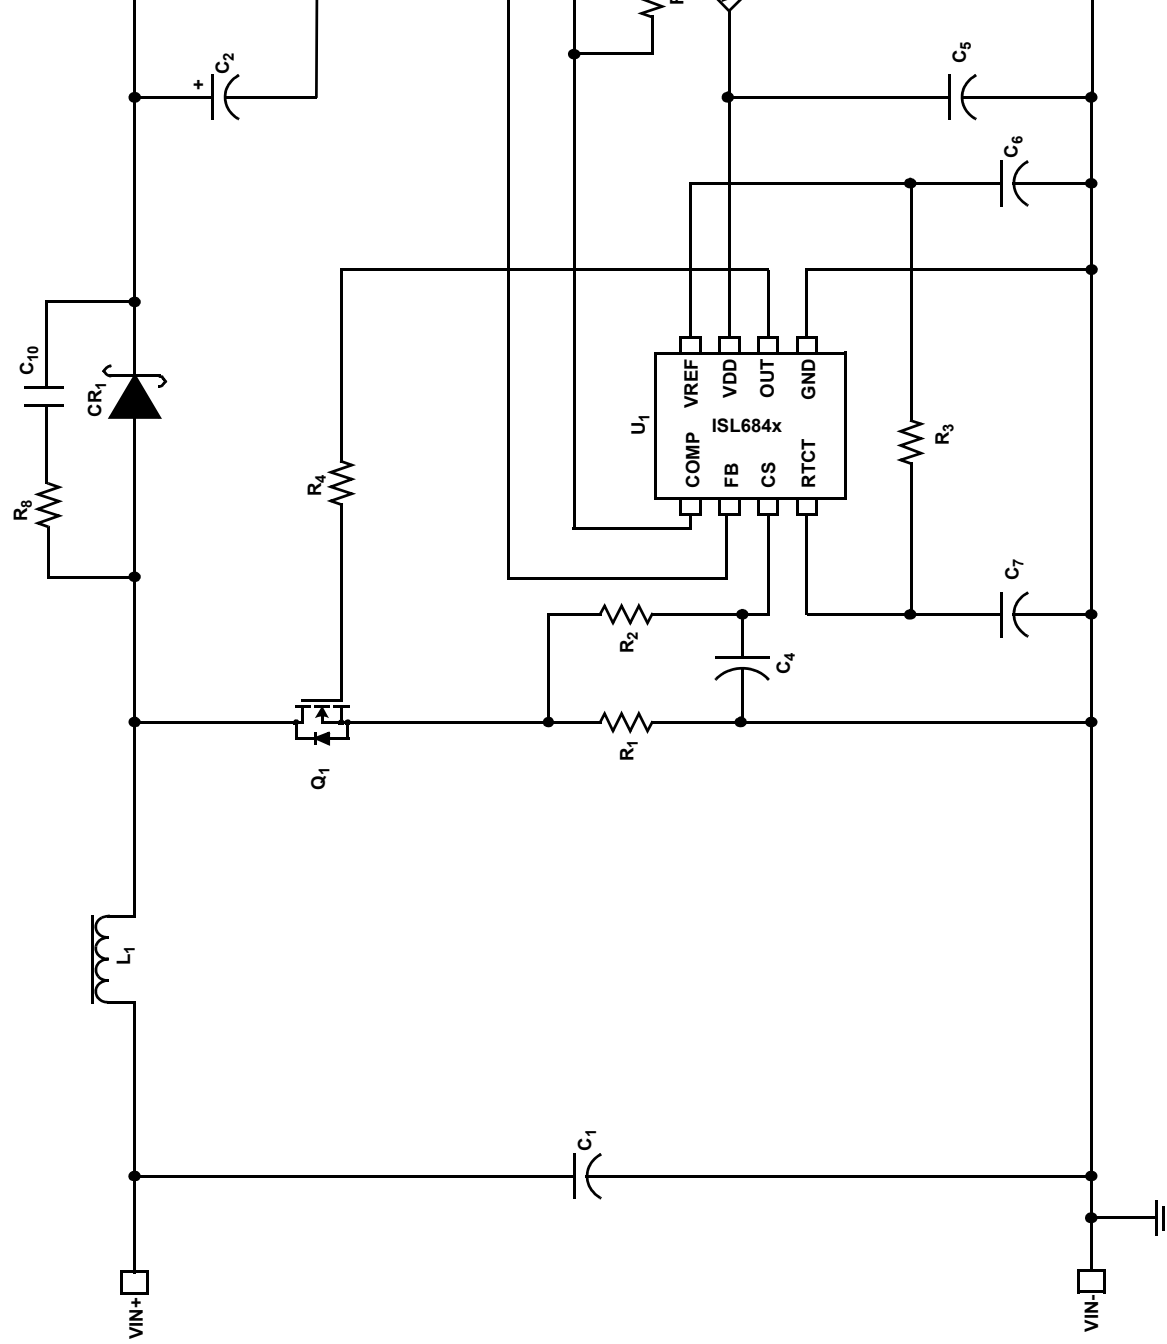 C2
+
C5
C6
C10
CR1
R8
R4
U1
VREF
VDD
OUT
GND
ISL684x
COMP
FB
CS
RTCT
R3
C7
R2
C4
R1
Q1
L1
C1
VIN+
VIN-